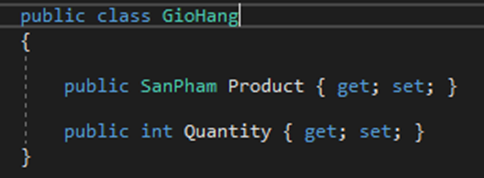 public class GioHang
{
public SanPham Product { get; set; }
public int Quantity { get; set; }
}